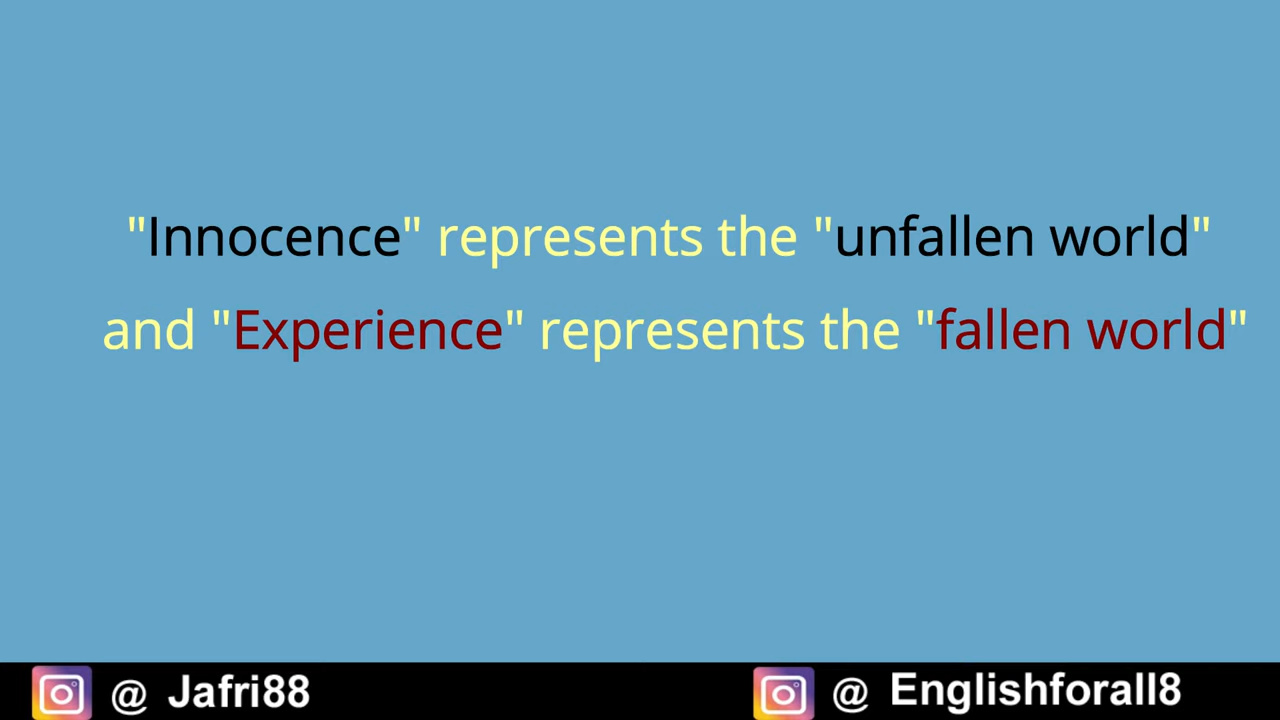 "Innocence" represents the "unfallen world"
and "Experience" represents the "fallen world"
@ Jafri88
@ Englishforall8